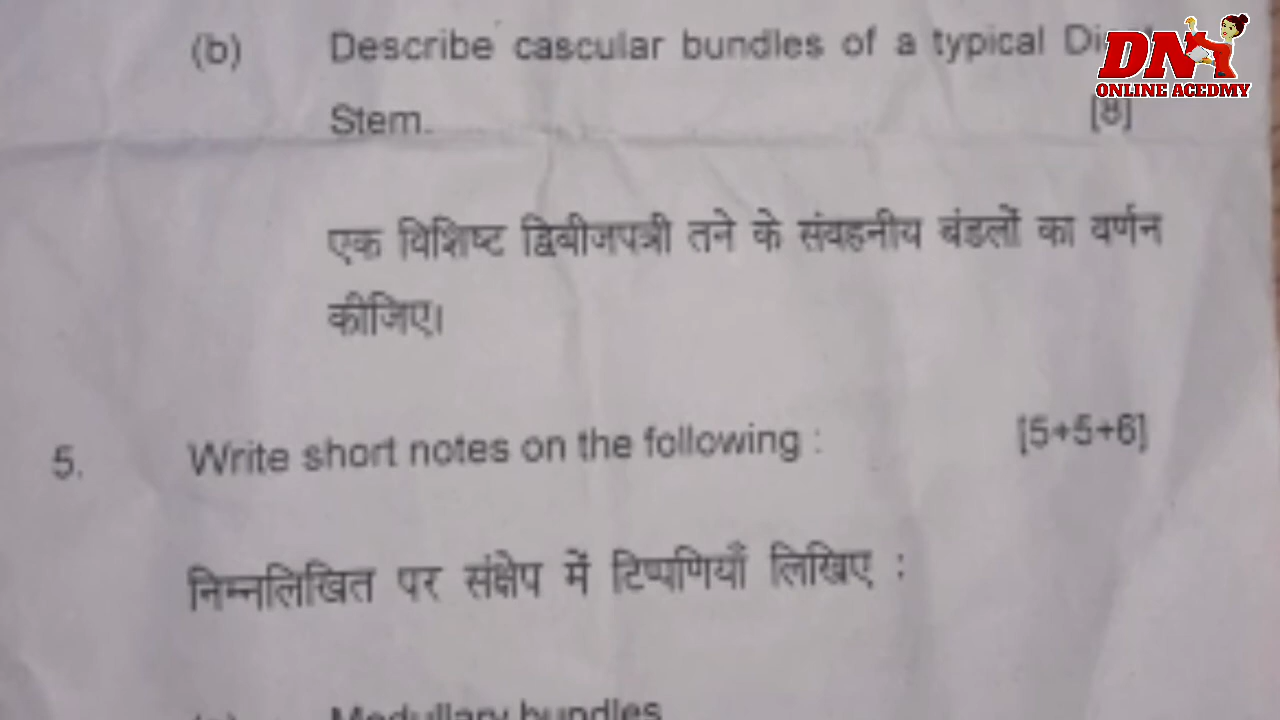 (b) Describe cascular bundles of a typical
Stem. [8]
एक विशिष्ट द्विबीजपत्री तने के संवहनीय बंडलों का वर्णन
कीजिए।
5. Write short notes on the following : [5+5+6]
निम्नलिखित पर संक्षेप में टिप्पणियाँ लिखिए :
Medullary bundles
DNA
ONLINE ACEDMY